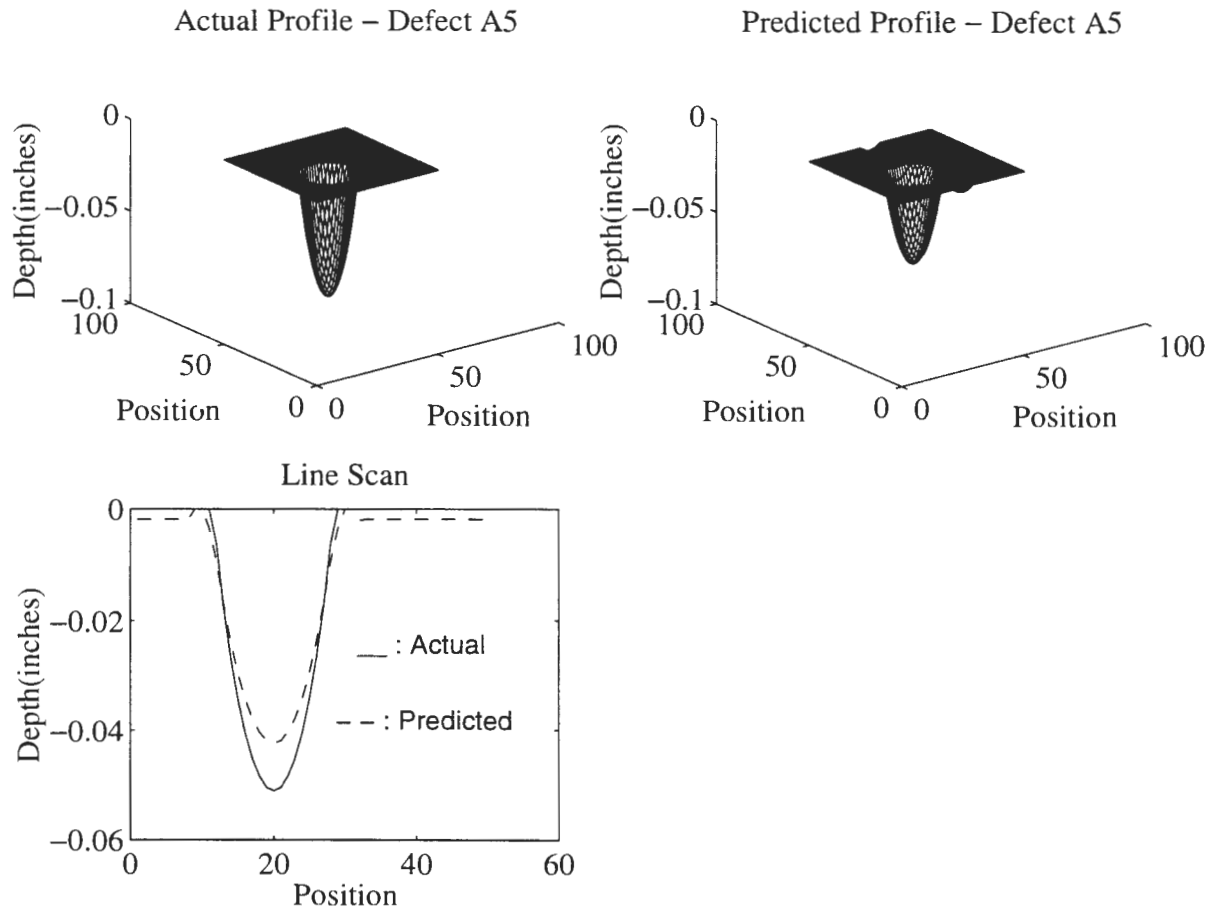 Actual Profile – Defect A5
0
−0.05
−0.1
Depth(inches)
100
50
0
Position
0
50
100
Position
Predicted Profile – Defect A5
0
−0.05
−0.1
Depth(inches)
100
50
0
Position
0
50
100
Position
Line Scan
0
−0.02
−0.04
−0.06
Depth(inches)
: Actual
: Predicted
0
20
40
60
Position